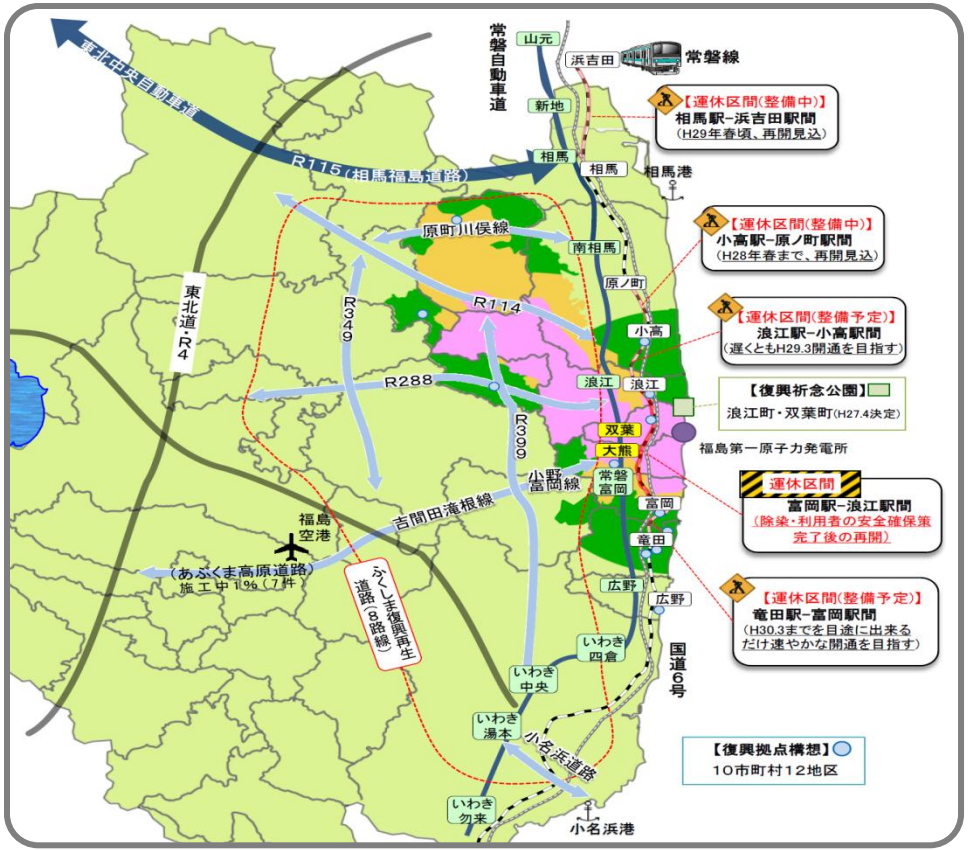 東北中央自動車道
常磐自動車道
山元
浜吉田
常磐線
新地
【運休区間(整備中)】
相馬駅−浜吉田駅間
(H29年春頃、再開見込)
R115(相馬福島道路)
相馬
相馬
相馬港
原町川俣線
南相馬
【運休区間(整備中)】
小高駅−原ノ町駅間
(H28年春まで、再開見込)
原ノ町
東北道・R4
R349
R114
小高
【運休区間(整備予定)】
浪江駅−小高駅間
(遅くともH29.3開通を目指す)
R288
浪江
浪江
【復興祈念公園】
浪江町・双葉町(H27.4決定)
R399
双葉
大熊
福島第一原子力発電所
小野
富岡線
常磐
富岡
富岡
運休区間
富岡駅−浪江駅間
(除染・利用者の安全確保策
完了後の再開)
吉間田滝根線
福島
空港
竜田
(あぶくま高原道路)
施工中1%(7件)
ふくしま復興再生
道路(8路線)
広野
広野
【運休区間(整備予定)】
竜田駅−富岡駅間
(H30.3までを目途に出来る
だけ速やかな開通を目指す)
国道6号
いわき
四倉
いわき
中央
いわき
湯本
小名浜道路
【復興拠点構想】
10市町村12地区
いわき
勿来
小名浜港